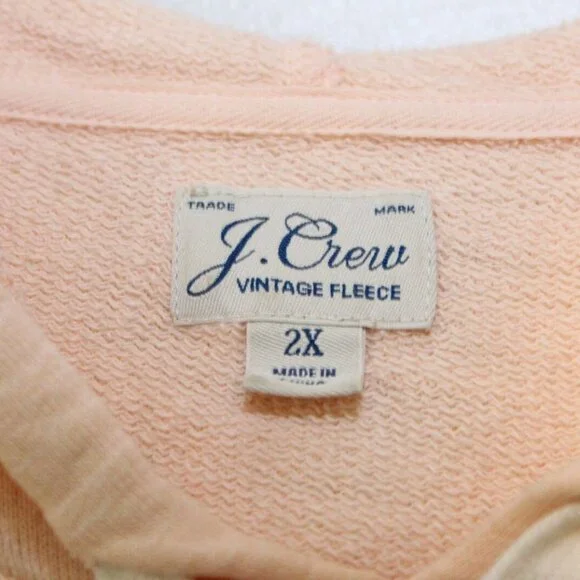 TRADE MARK
J. Crew
VINTAGE FLEECE
2X
MADE IN